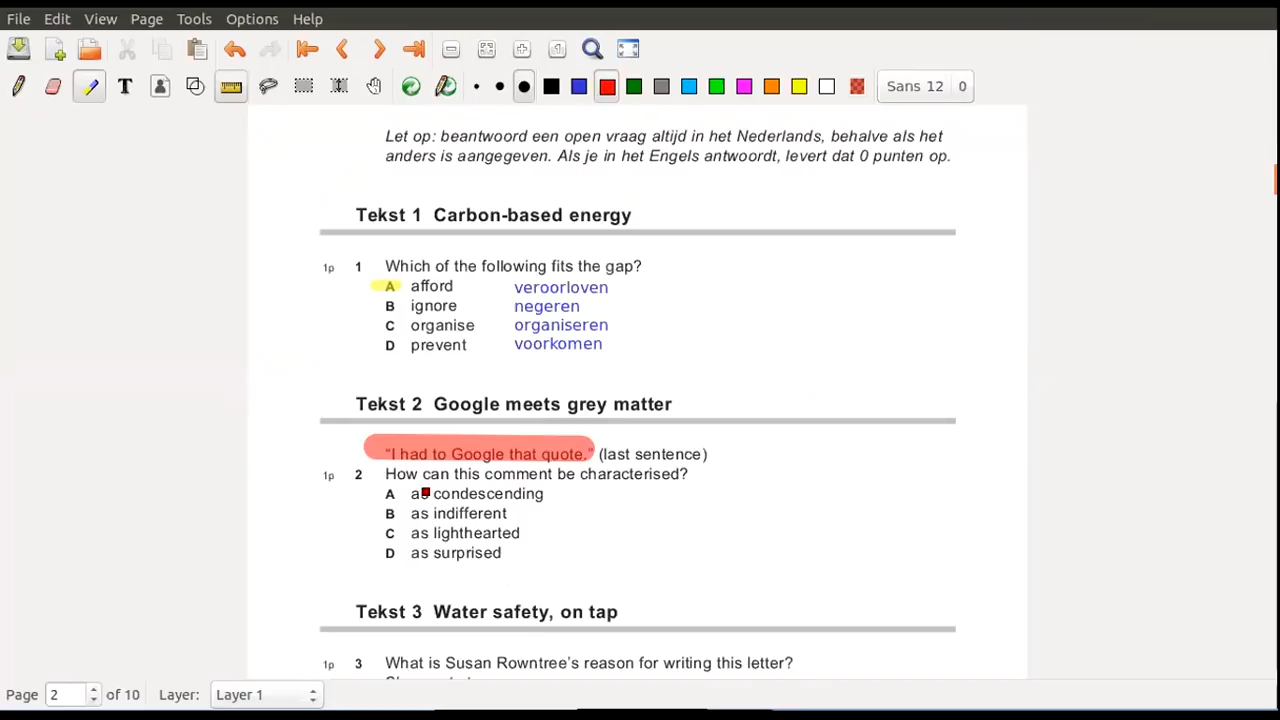 File Edit View Page Tools Options Help
T Sans 12 0
Let op: beantwoord een open vraag altijd in het Nederlands, behalve als het
anders is aangegeven. Als je in het Engels antwoordt, levert dat 0 punten op.
Tekst 1 Carbon-based energy
1p 1 Which of the following fits the gap?
A afford veroorloven
B ignore negeren
C organise organiseren
D prevent voorkomen
Tekst 2 Google meets grey matter
“I had to Google that quote.” (last sentence)
1p 2 How can this comment be characterised?
A as condescending
B as indifferent
C as lighthearted
D as surprised
Tekst 3 Water safety, on tap
1p 3 What is Susan Rowntree’s reason for writing this letter?
Page 2 of 10 Layer: Layer 1